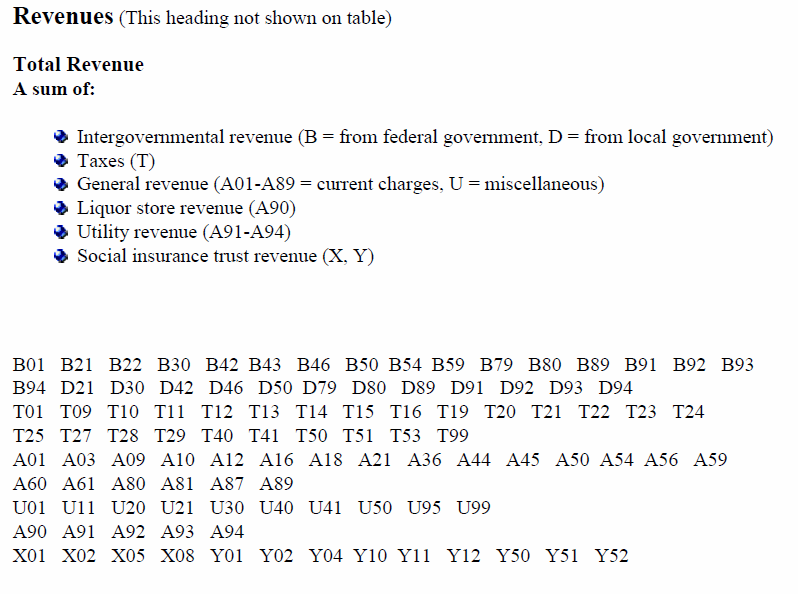 Revenues (This heading not shown on table)
Total Revenue
A sum of:
Intergovernmental revenue (B = from federal government, D = from local government)
Taxes (T)
General revenue (A01-A89 = current charges, U = miscellaneous)
Liquor store revenue (A90)
Utility revenue (A91-A94)
Social insurance trust revenue (X, Y)
B01 B21 B22 B30 B42 B43 B46 B50 B54 B59 B79 B80 B89 B91 B92 B93
B94 D21 D30 D42 D46 D50 D79 D80 D89 D91 D92 D93 D94
T01 T09 T10 T11 T12 T13 T14 T15 T16 T19 T20 T21 T22 T23 T24
T25 T27 T28 T29 T40 T41 T50 T51 T53 T99
A01 A03 A09 A10 A12 A16 A18 A21 A36 A44 A45 A50 A54 A56 A59
A60 A61 A80 A81 A87 A89
U01 U11 U20 U21 U30 U40 U41 U50 U95 U99
A90 A91 A92 A93 A94
X01 X02 X05 X08 Y01 Y02 Y04 Y10 Y11 Y12 Y50 Y51 Y52